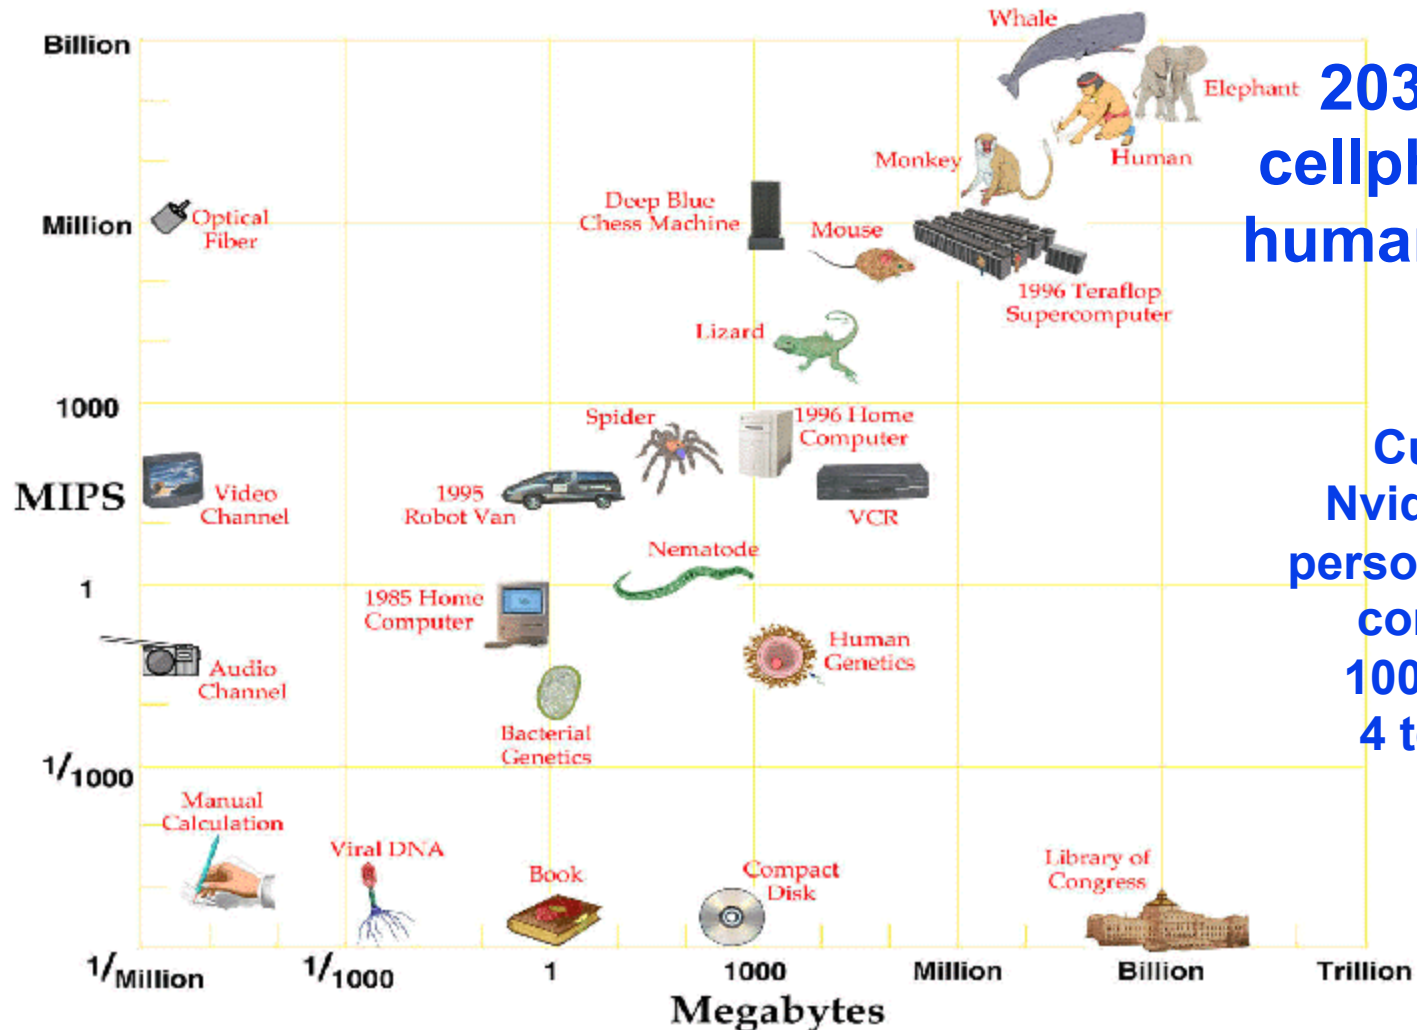 Whale
Billion
Elephant
203
cellph
Monkey
Human
Deep Blue
Chess Machine
human
Optical
Fiber
Million
Mouse
1996 Teraflop
Supercomputer
Lizard
1000
Spider
1996 Home
Computer
MIPS
Video
Channel
1995
Robot Van
VCR
Cu
Nvid
perso
con
100
4 t
Nematode
1
1985 Home
Computer
Human
Genetics
Audio
Channel
Bacterial
Genetics
1/1000
Manual
Calculation
Viral DNA
Book
Compact
Disk
Library of
Congress
1/Million
1/1000
1
1000
Million
Billion
Trillion
Megabytes